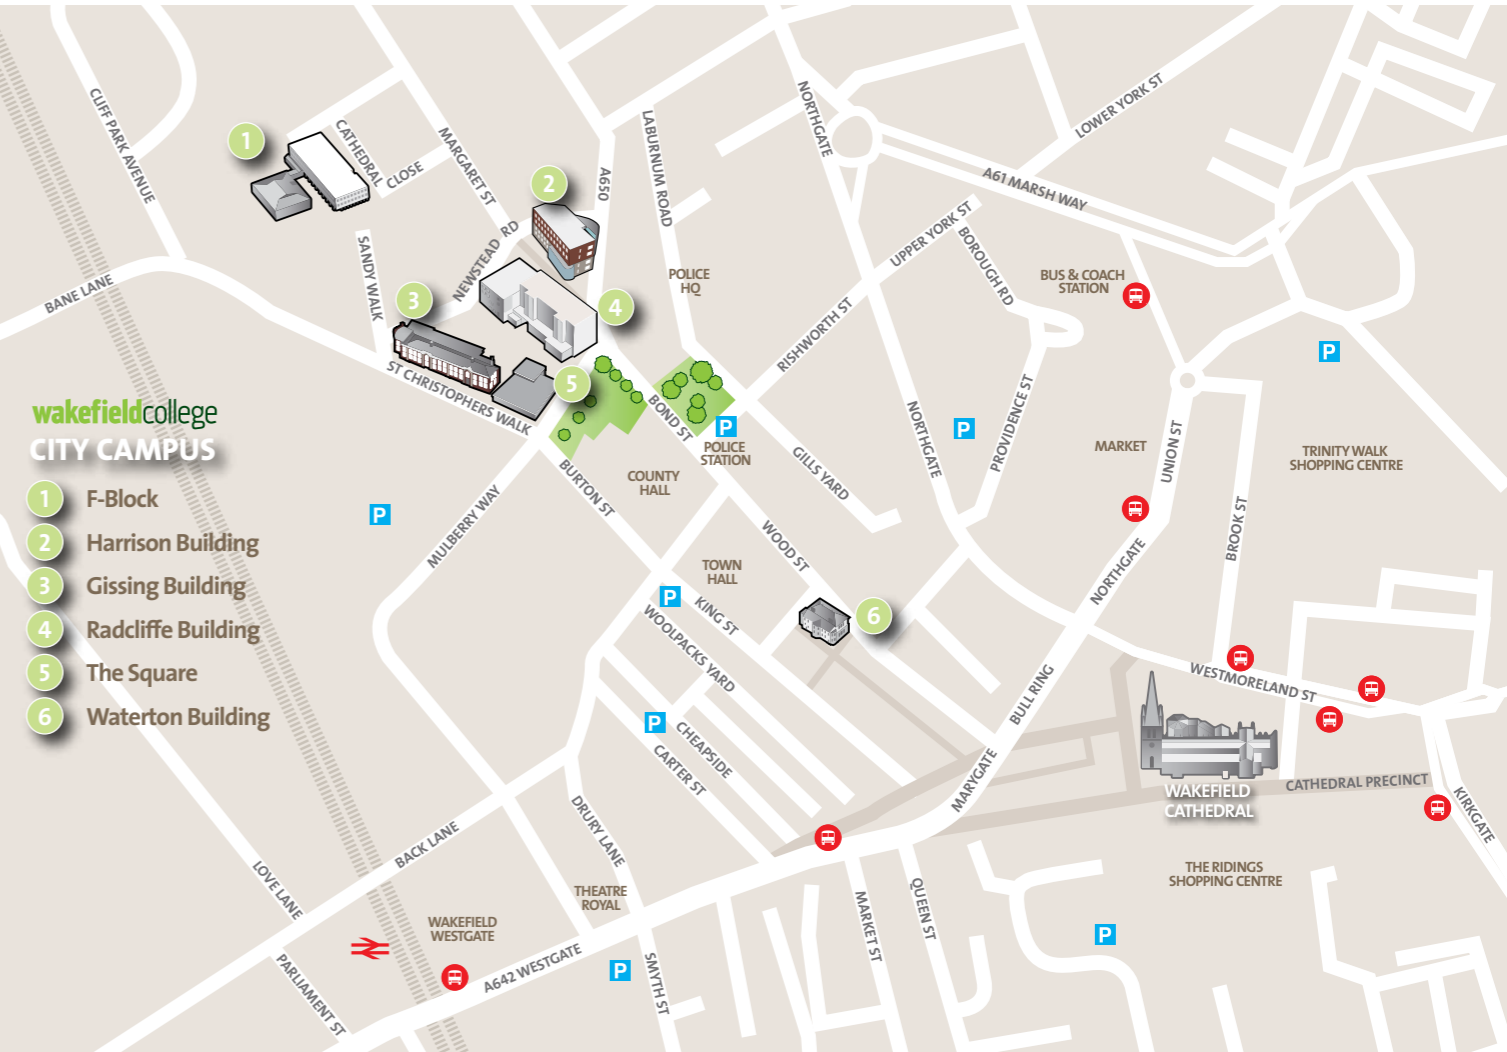 CLIFF PARK AVENUE
CATHEDRAL
CLOSE
MARGARET ST
A650
LABURNUM ROAD
NORTHGATE
LOWER YORK ST
A61 MARSH WAY
1
2
UPPER YORK ST
BOROUGH RD
NEWSTEAD RD
SANDY WALK
BANE LANE
POLICE
HQ
BUS & COACH
STATION
3
4
RISHWORTH ST
P
ST CHRISTOPHERS WALK
5
BOND ST
P
POLICE
STATION
NORTHGATE
P
PROVIDENCE ST
MARKET
UNION ST
TRINITY WALK
SHOPPING CENTRE
wakefieldcollege
CITY CAMPUS
1 F-Block
2 Harrison Building
3 Gissing Building
4 Radcliffe Building
5 The Square
6 Waterton Building
P
MULBERRY WAY
BURTON ST
COUNTY
HALL
GILLS YARD
WOOD ST
TOWN
HALL
BROOK ST
NORTHGATE
P
KING ST
WOOLPACKS YARD
6
WESTMORELAND ST
BULL RING
P
CHEAPSIDE
CARTER ST
MARYGATE
WAKEFIELD
CATHEDRAL
CATHEDRAL PRECINCT
KIRKGATE
DRURY LANE
BACK LANE
LOVE LANE
THEATRE
ROYAL
THE RIDINGS
SHOPPING CENTRE
WAKEFIELD
WESTGATE
MARKET ST
QUEEN ST
P
A642 WESTGATE
P
SMYTH ST
PARLIAMENT ST